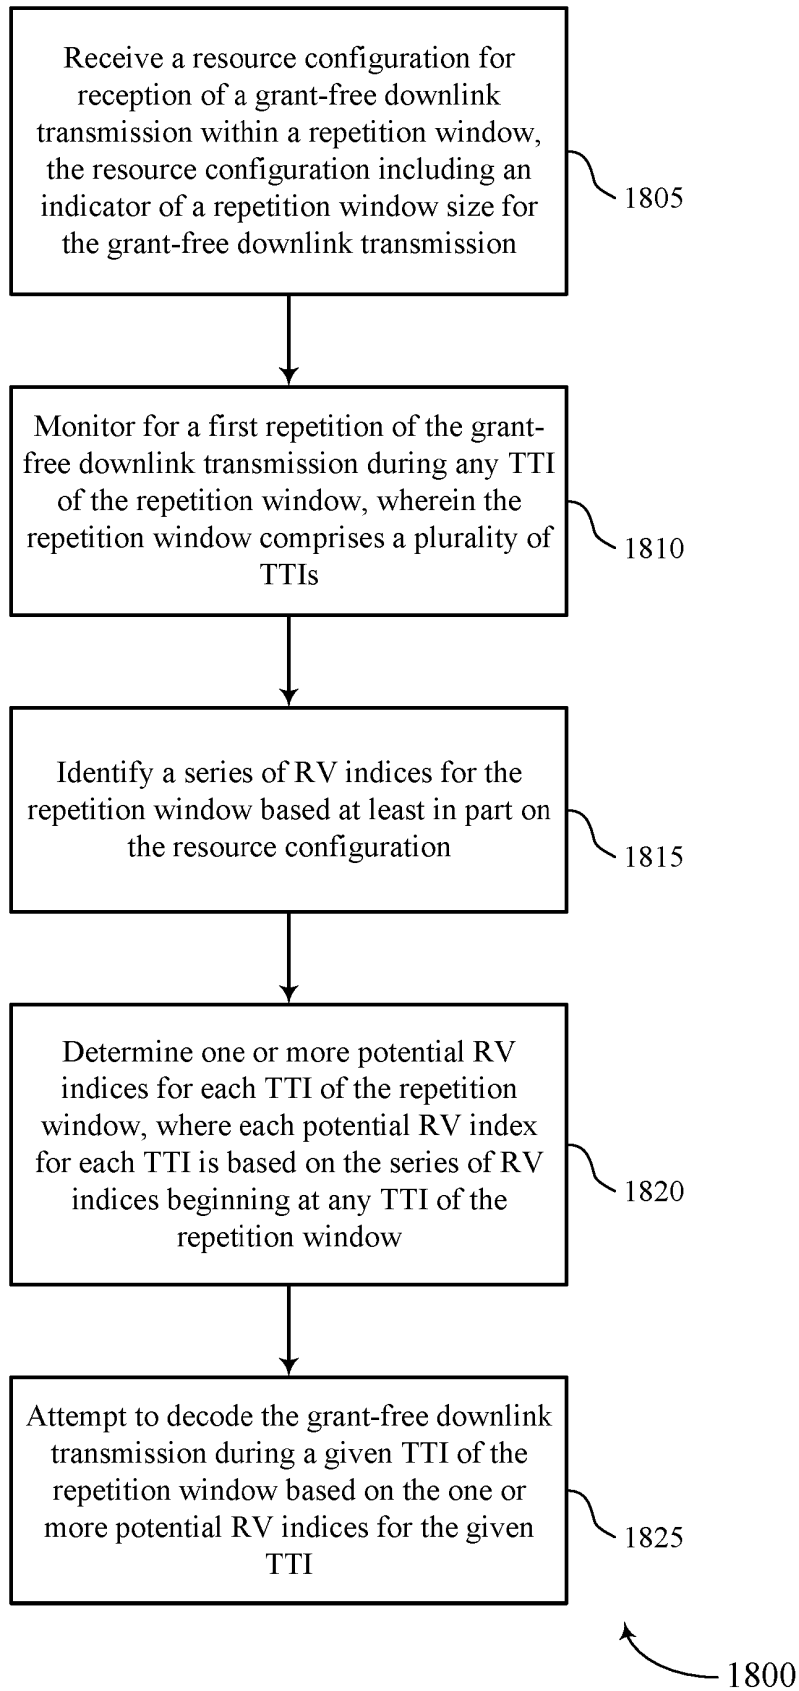 Receive a resource configuration for
reception of a grant-free downlink
transmission within a repetition window,
the resource configuration including an
indicator of a repetition window size for
the grant-free downlink transmission
1805
Monitor for a first repetition of the grant-
free downlink transmission during any TTI
of the repetition window, wherein the
repetition window comprises a plurality of
TTIs
1810
Identify a series of RV indices for the
repetition window based at least in part on
the resource configuration
1815
Determine one or more potential RV
indices for each TTI of the repetition
window, where each potential RV index
for each TTI is based on the series of RV
indices beginning at any TTI of the
repetition window
1820
Attempt to decode the grant-free downlink
transmission during a given TTI of the
repetition window based on the one or
more potential RV indices for the given
TTI
1825
1800